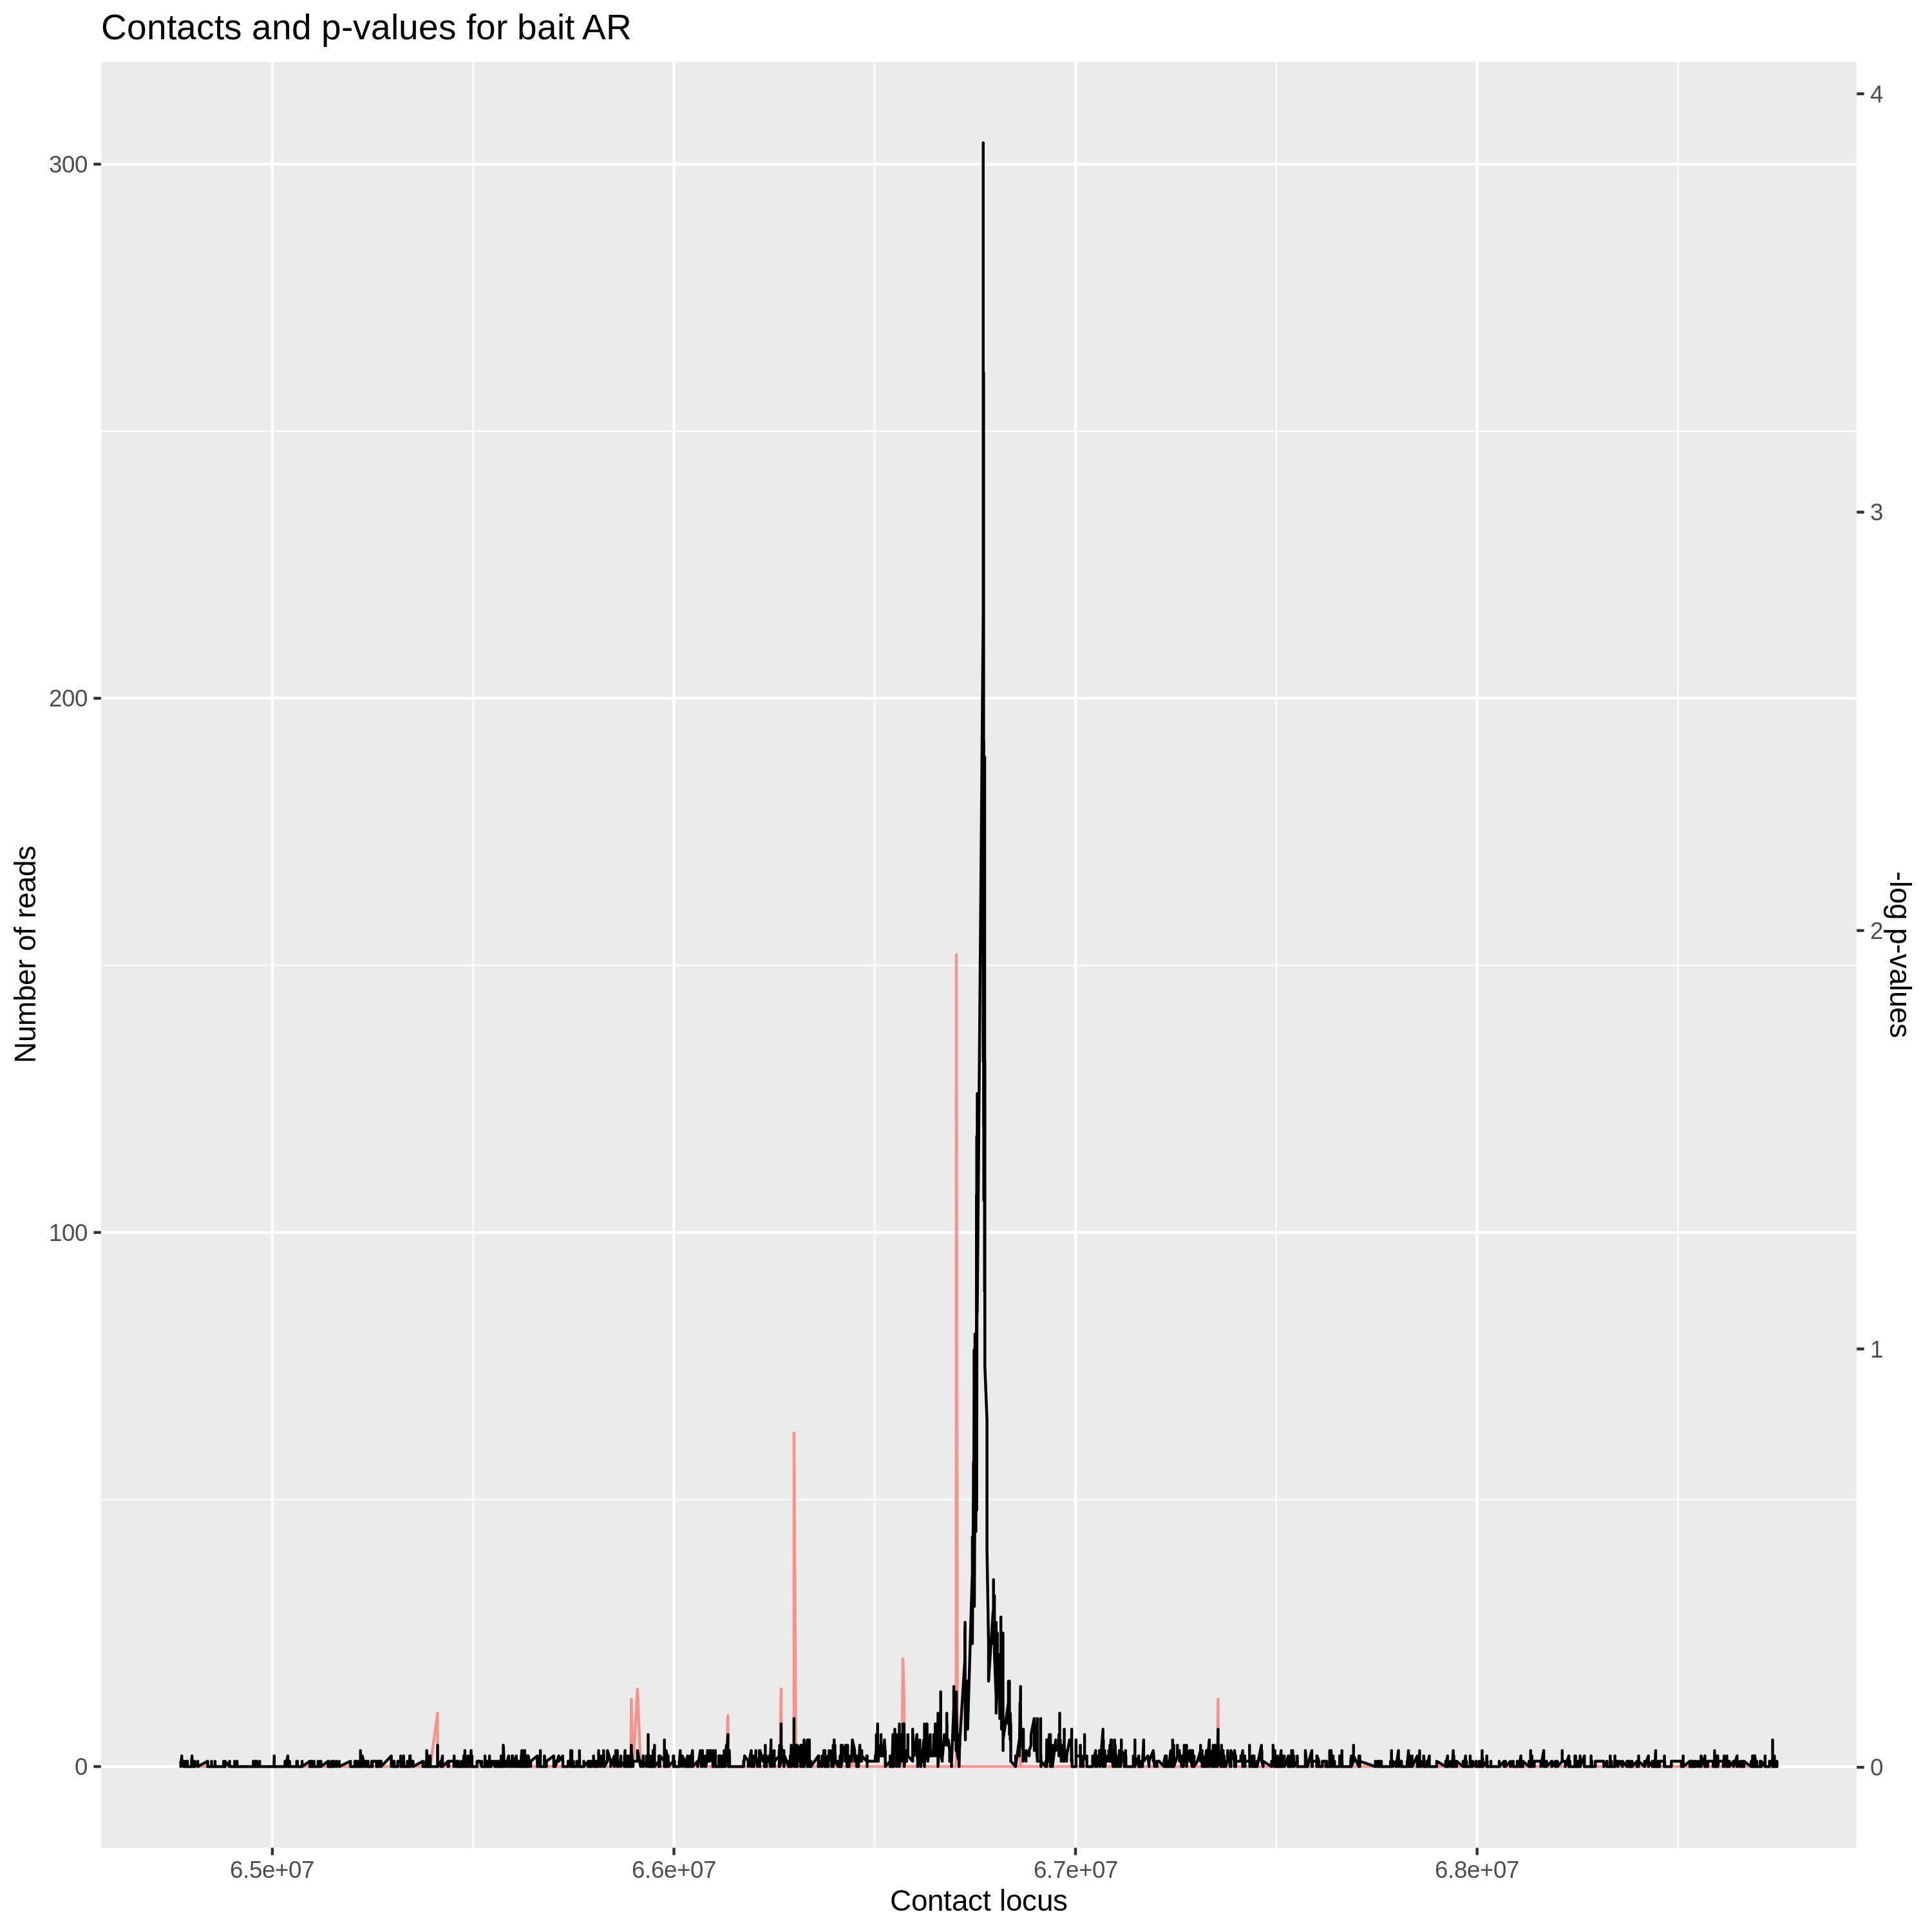 Contacts and p-values for bait AR
300
200
100
0
Number of reads
4
3
2
1
0
-log p-values
6.5e+07
6.6e+07
6.7e+07
6.8e+07
Contact locus